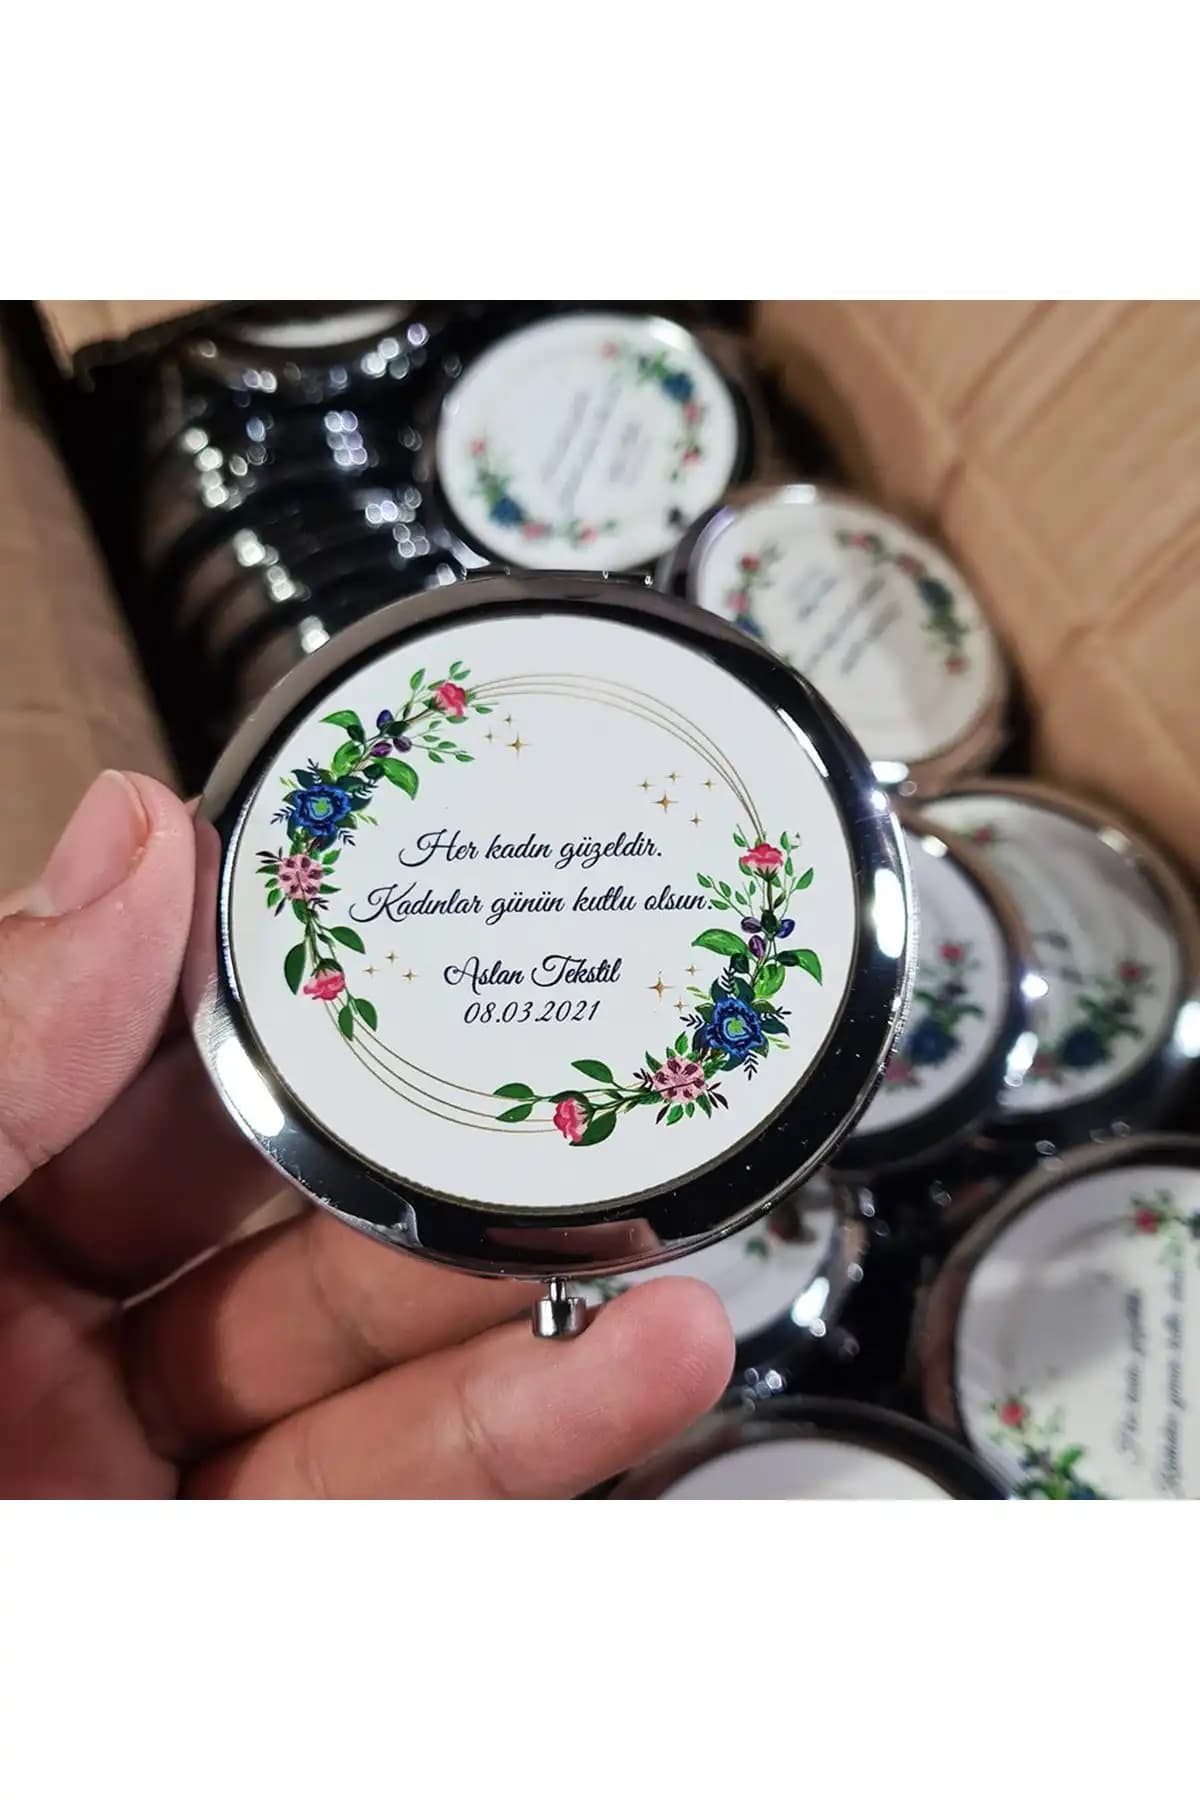 Her kadın güzeldir.
Kadınlar günün kutlu olsun.
Aslan Tekstil
08.03.2021